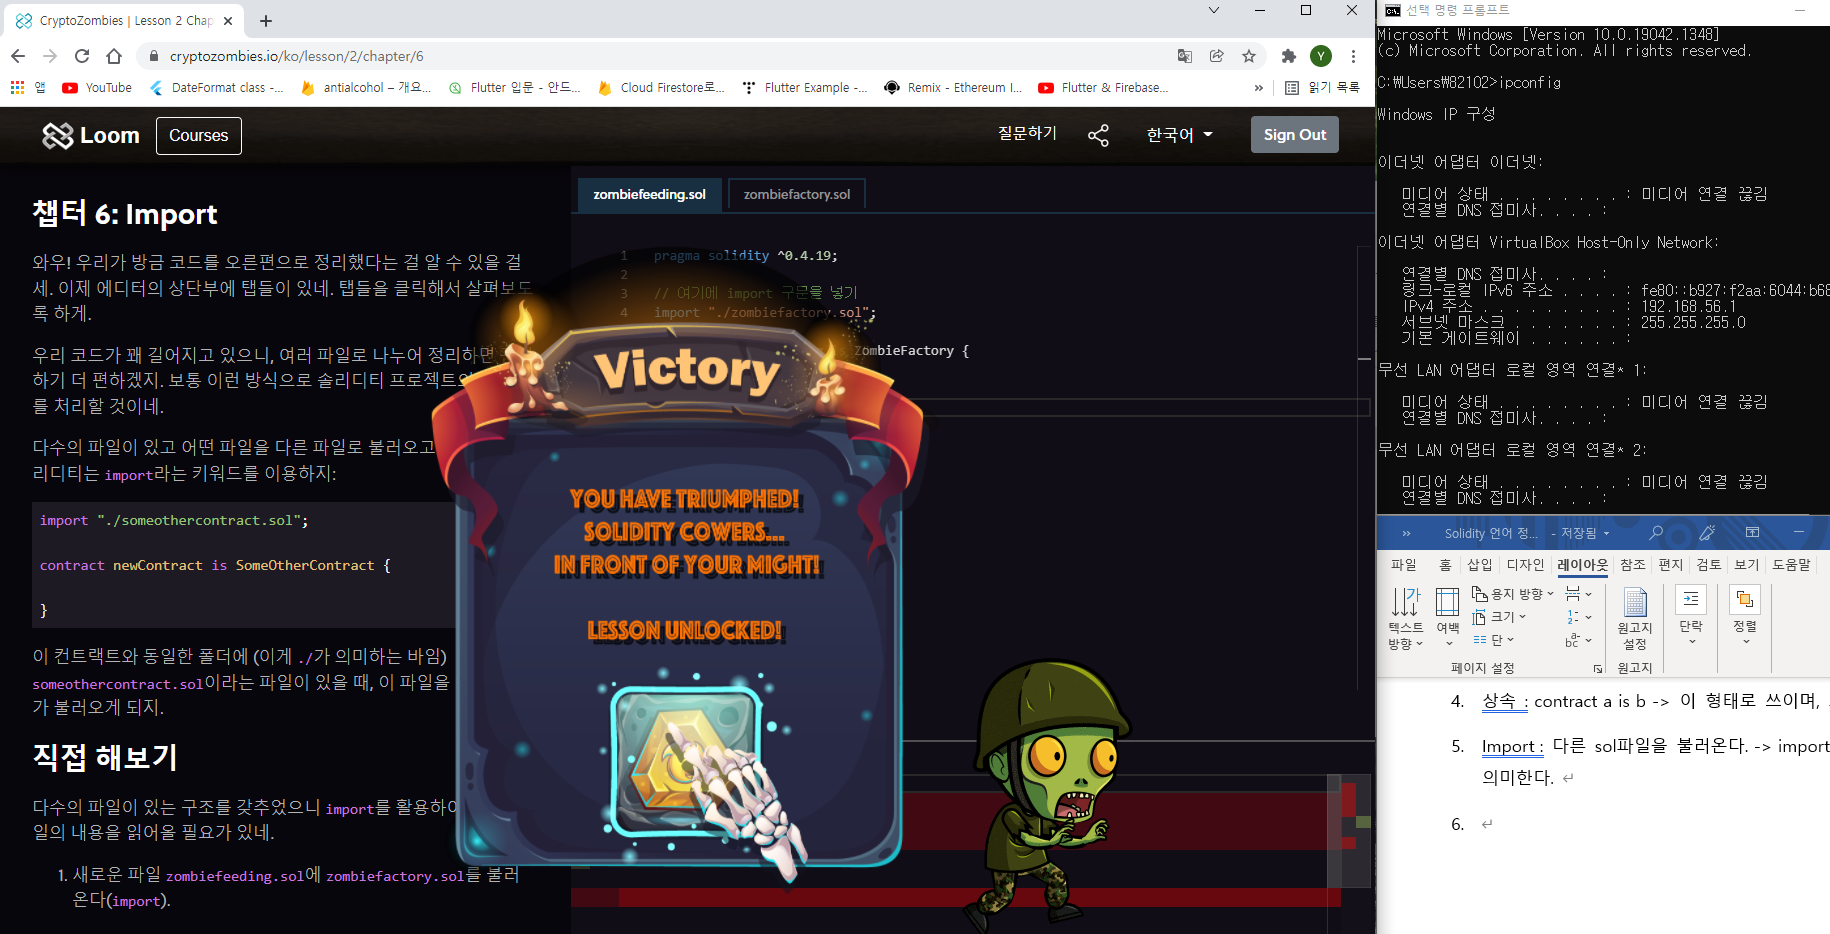 CryptoZombies | Lesson 2 Chap
cryptozombies.io/ko/lesson/2/chapter/6
Y
앱
YouTube
DateFormat class -...
antialcohol – 개요...
Flutter 입문 - 안드...
Cloud Firestore로...
Flutter Example -...
Remix - Ethereum I...
Flutter & Firebase...
»
읽기 목록
Loom
Courses
질문하기
한국어
Sign Out
챕터 6: Import
와우! 우리가 방금 코드를 오른편으로 정리했다는 걸 알 수 있을 걸
세. 이제 에디터의 상단부에 탭들이 있네. 탭들을 클릭해서 살펴보도
록 하게.
우리 코드가 꽤 길어지고 있으니, 여러 파일로 나누어 정리하면
하기 더 편하겠지. 보통 이런 방식으로 솔리디티 프로젝트의
를 처리할 것이네.
다수의 파일이 있고 어떤 파일을 다른 파일로 불러오고
리디티는 import라는 키워드를 이용하지:
import "./someothercontract.sol";
contract newContract is SomeOtherContract {
}
이 컨트랙트와 동일한 폴더에 (이게 ./가 의미하는 바임)
someothercontract.sol이라는 파일이 있을 때, 이 파일을
가 불러오게 되지.
직접 해보기
다수의 파일이 있는 구조를 갖추었으니 import를 활용하여
일의 내용을 읽어올 필요가 있네.
1. 새로운 파일 zombiefeeding.sol에 zombiefactory.sol를 불러
온다(import).
zombiefeeding.sol
zombiefactory.sol
1 pragma solidity ^0.4.19;
2
3 // 여기에 import 구문을 넣기
4 import "./zombiefactory.sol";
ZombieFactory {
Victory
YOU HAVE TRIUMPHED!
SOLIDITY COWERS...
IN FRONT OF YOUR MIGHT!
LESSON UNLOCKED!
선택 명령 프롬프트
Microsoft Windows [Version 10.0.19042.1348]
(c) Microsoft Corporation. All rights reserved.
C:₩Users₩82102>ipconfig
Windows IP 구성
이더넷 어댑터 이더넷:
미디어 상태 . . . . . . . . : 미디어 연결 끊김
연결별 DNS 접미사. . . . :
이더넷 어댑터 VirtualBox Host-Only Network:
연결별 DNS 접미사. . . . :
링크-로컬 IPv6 주소 . . . . : fe80::b927:f2aa:6044:b68
IPv4 주소 . . . . . . . . . : 192.168.56.1
서브넷 마스크 . . . . . . . : 255.255.255.0
기본 게이트웨이 . . . . . . :
무선 LAN 어댑터 로컬 영역 연결* 1:
미디어 상태 . . . . . . . . : 미디어 연결 끊김
연결별 DNS 접미사. . . . :
무선 LAN 어댑터 로컬 영역 연결* 2:
미디어 상태 . . . . . . . . : 미디어 연결 끊김
연결별 DNS 접미사. . . . :
» Solidity 언어 정... - 저장됨
파일 홈 삽입 디자인 레이아웃 참조 편지 검토 보기 도움말
텍스트 방향
여백
용지 방향
크기
단
원고지 설정
단락
정렬
페이지 설정
원고지
4. 상속 : contract a is b -> 이 형태로 쓰이며,
5. Import : 다른 sol파일을 불러온다. -> import
의미한다.
6.